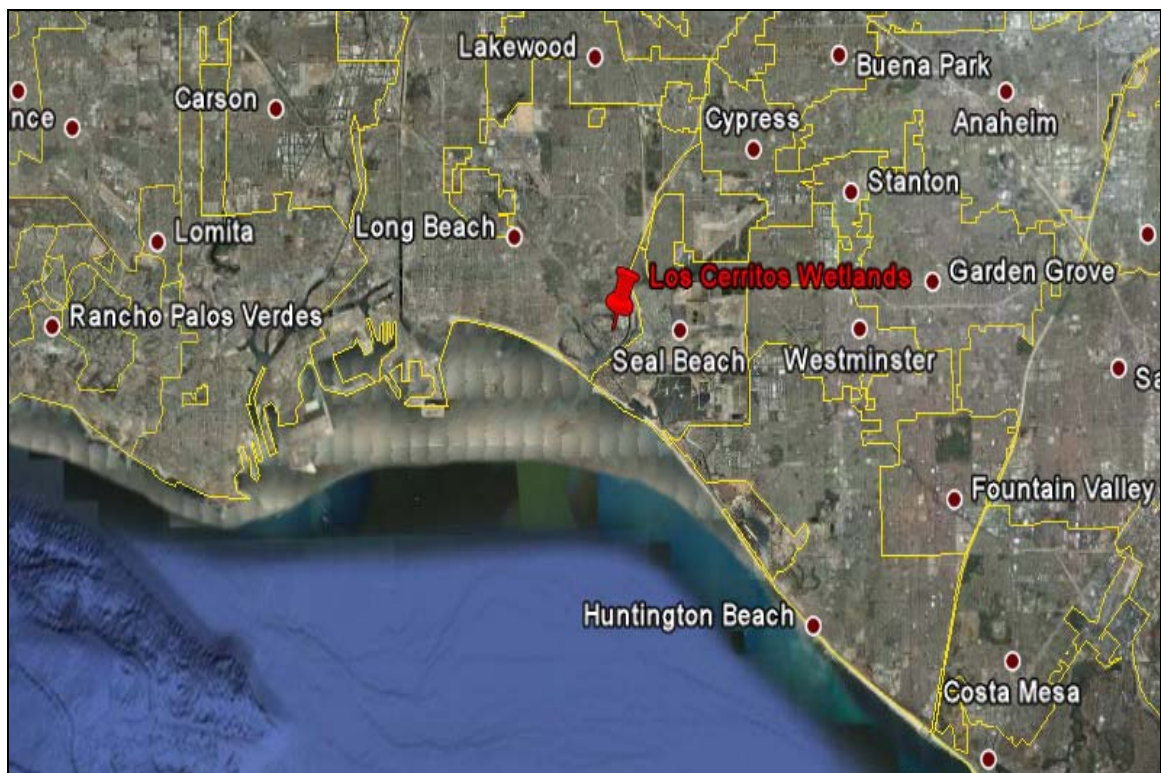 Lakewood
Buena Park
Carson
nce
Cypress
Anaheim
Stanton
Lomita
Long Beach
Los Cerritos Wetlands
Garden Grove
Rancho Palos Verdes
Seal Beach
Westminster
Sa
Fountain Valley
Huntington Beach
Costa Mesa